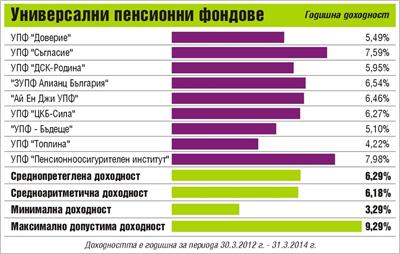 Универсални пенсионни фондове Годишна доходност
УПФ "Доверие" 5,49%
УПФ "Съгласие" 7,59%
УПФ "ДСК-Родина" 5,95%
"ЗУПФ Алианц България" 6,54%
"Ай Ен Джи УПФ" 6,46%
УПФ "ЦКБ-Сила" 6,27%
"УПФ - Бъдеще" 5,10%
УПФ "Топлина" 4,22%
УПФ "Пенсионноосигурителен институт" 7,98%
Среднопретеглена доходност 6,29%
Средноаритметична доходност 6,18%
Минимална доходност 3,29%
Максимално допустима доходност 9,29%
Доходността е годишна за периода 30.3.2012 г. - 31.3.2014 г.